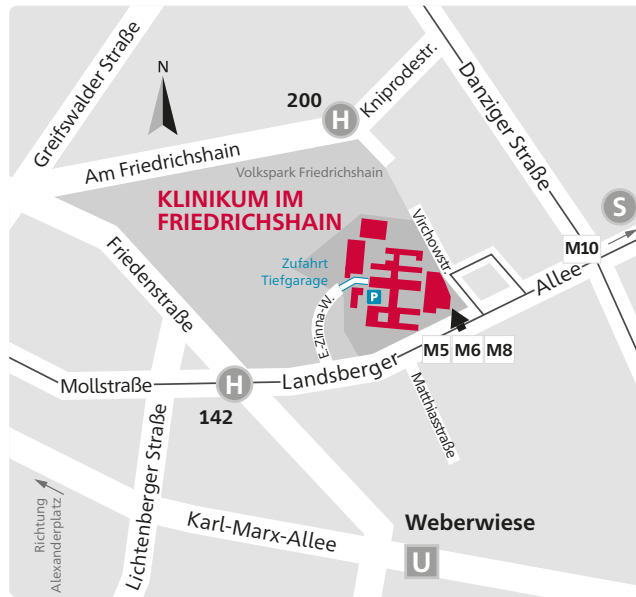 Greifswalder Straße
N
200
H
Kniprodestr.
Danziger Straße
Am Friedrichshain
Volkspark Friedrichshain
KLINIKUM IM
FRIEDRICHSHAIN
Virchowstr.
S
M10
Friedenstraße
Zufahrt
Tiefgarage
P
E.-Zinna-W.
Allee
M5 M6 M8
Landsberger
Mollstraße
H
142
Matthiasstraße
Lichtenberger Straße
Richtung
Alexanderplatz
Karl-Marx-Allee
Weberwiese
U